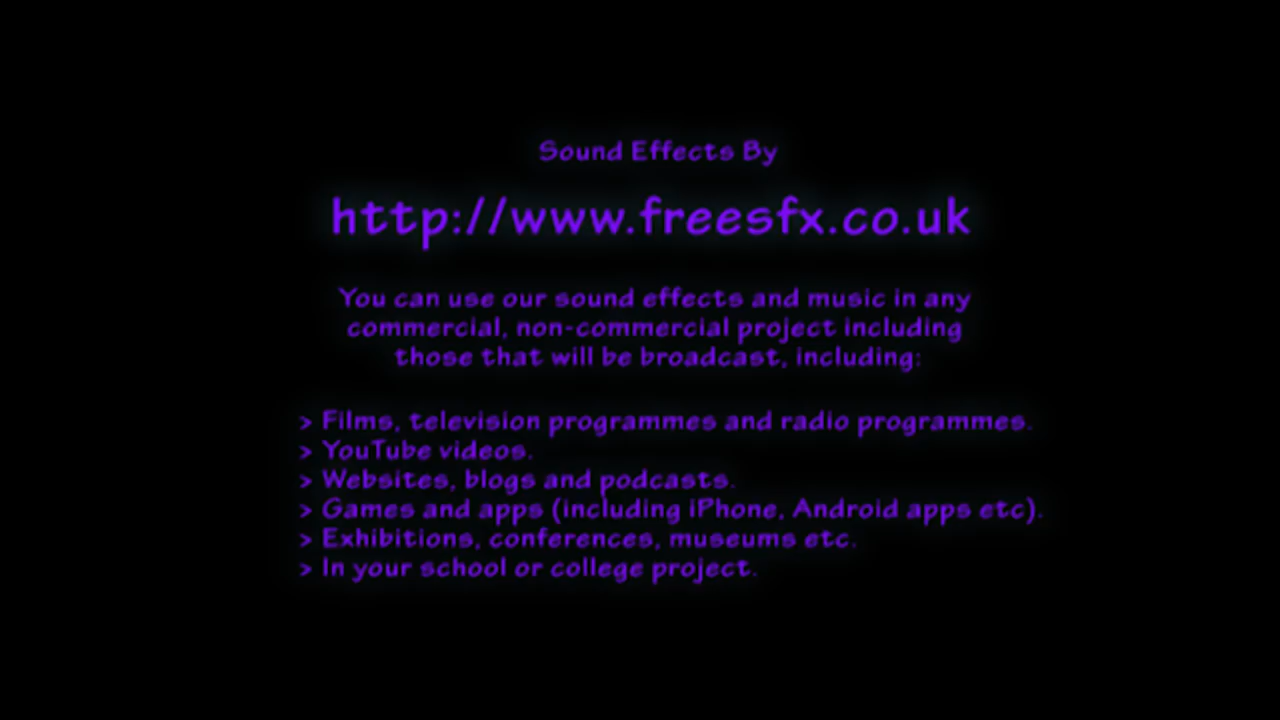 Sound Effects By
http://www.freesfx.co.uk
You can use our sound effects and music in any
commercial, non-commercial project including
those that will be broadcast, including:
> Films, television programmes and radio programmes.
> YouTube videos.
> Websites, blogs and podcasts.
> Games and apps (including iPhone, Android apps etc).
> Exhibitions, conferences, museums etc.
> In your school or college project.